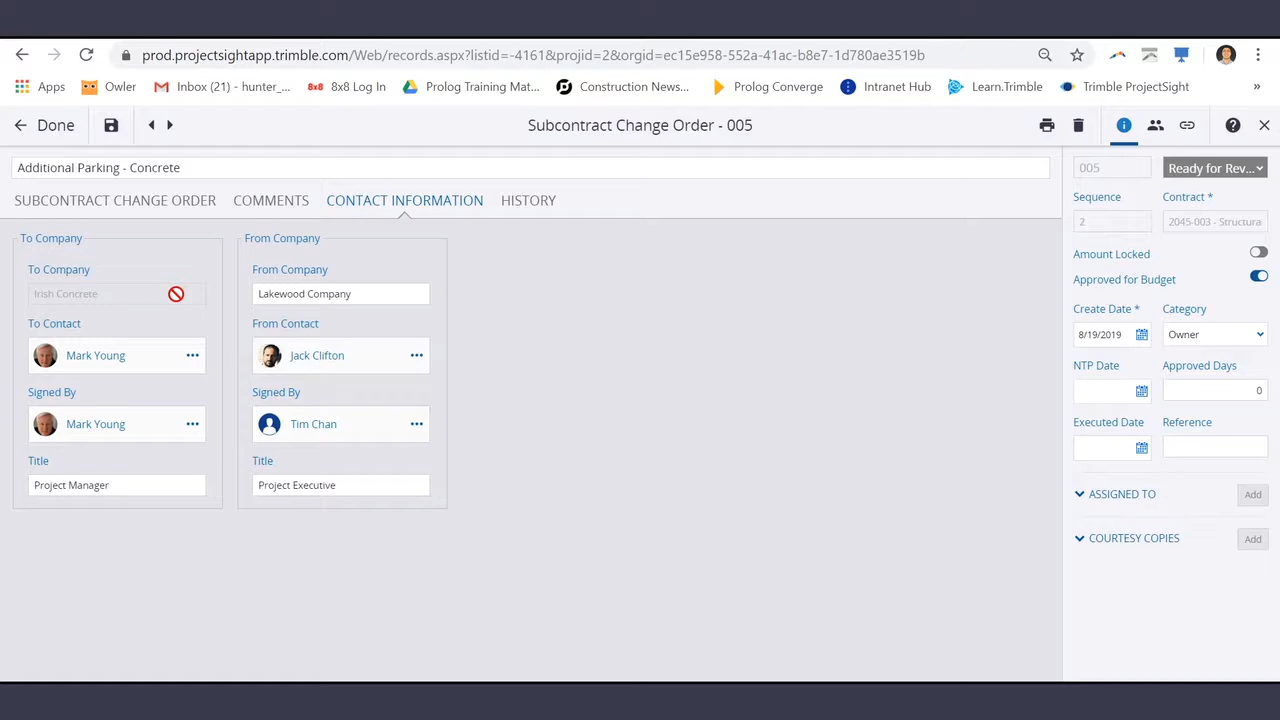 prod.projectsightapp.trimble.com/Web/records.aspx?listid=-4161&projid=2&orgid=ec15e958-552a-41ac-b8e7-1d780ae3519b
Apps Owler Inbox (21) - hunter_... 8x8 8x8 Log In Prolog Training Mat... Construction News... Prolog Converge Intranet Hub Learn.Trimble Trimble ProjectSight »
Done Subcontract Change Order - 005
Additional Parking - Concrete
SUBCONTRACT CHANGE ORDER COMMENTS CONTACT INFORMATION HISTORY
To Company
To Company
Irish Concrete
To Contact
Mark Young
Signed By
Mark Young
Title
Project Manager
From Company
From Company
Lakewood Company
From Contact
Jack Clifton
Signed By
Tim Chan
Title
Project Executive
005 Ready for Rev...
Sequence Contract *
2 2045-003 - Structura
Amount Locked
Approved for Budget
Create Date * Category
8/19/2019 Owner
NTP Date Approved Days
0
Executed Date Reference
ASSIGNED TO Add
COURTESY COPIES Add